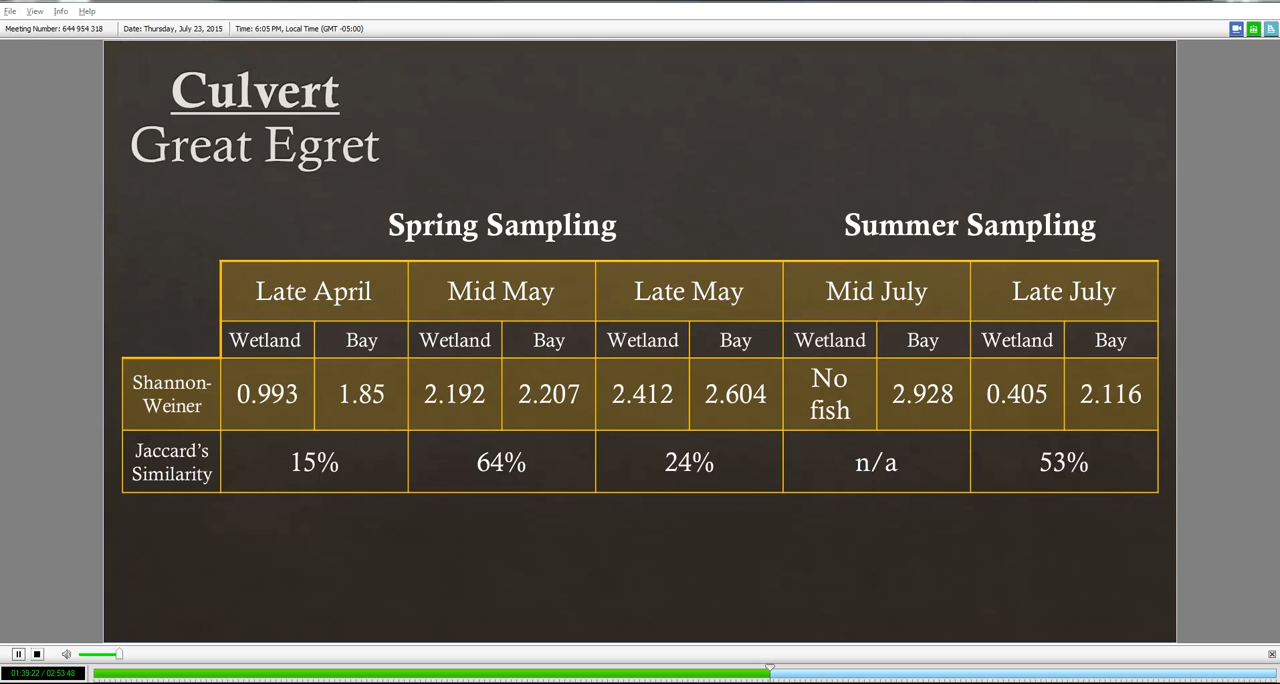 File View Info Help
Meeting Number: 644 954 318 Date: Thursday, July 23, 2015 Time: 6:05 PM, Local Time (GMT -05:00)
Culvert
Great Egret
Spring Sampling Summer Sampling
Late April Mid May Late May Mid July Late July
Wetland Bay Wetland Bay Wetland Bay Wetland Bay Wetland Bay
Shannon-
Weiner
0.993 1.85 2.192 2.207 2.412 2.604 No
fish
2.928 0.405 2.116
Jaccard's
Similarity
15% 64% 24% n/a 53%
01:39:22 / 02:53:48